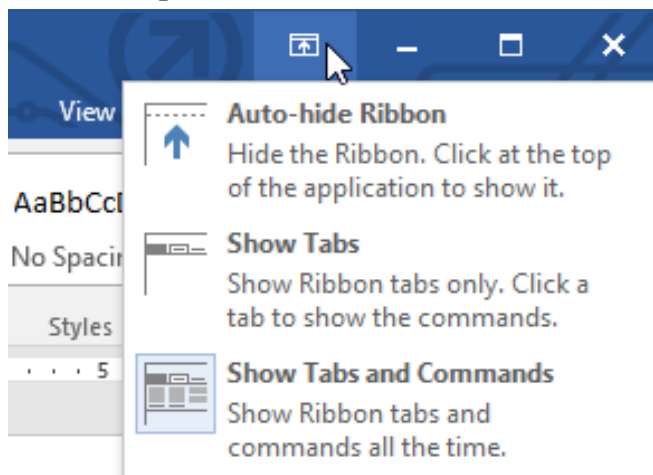 View
Auto-hide Ribbon
Hide the Ribbon. Click at the top
of the application to show it.
AaBbCcD
No Spacin
Show Tabs
Show Ribbon tabs only. Click a
tab to show the commands.
Styles
5
Show Tabs and Commands
Show Ribbon tabs and
commands all the time.